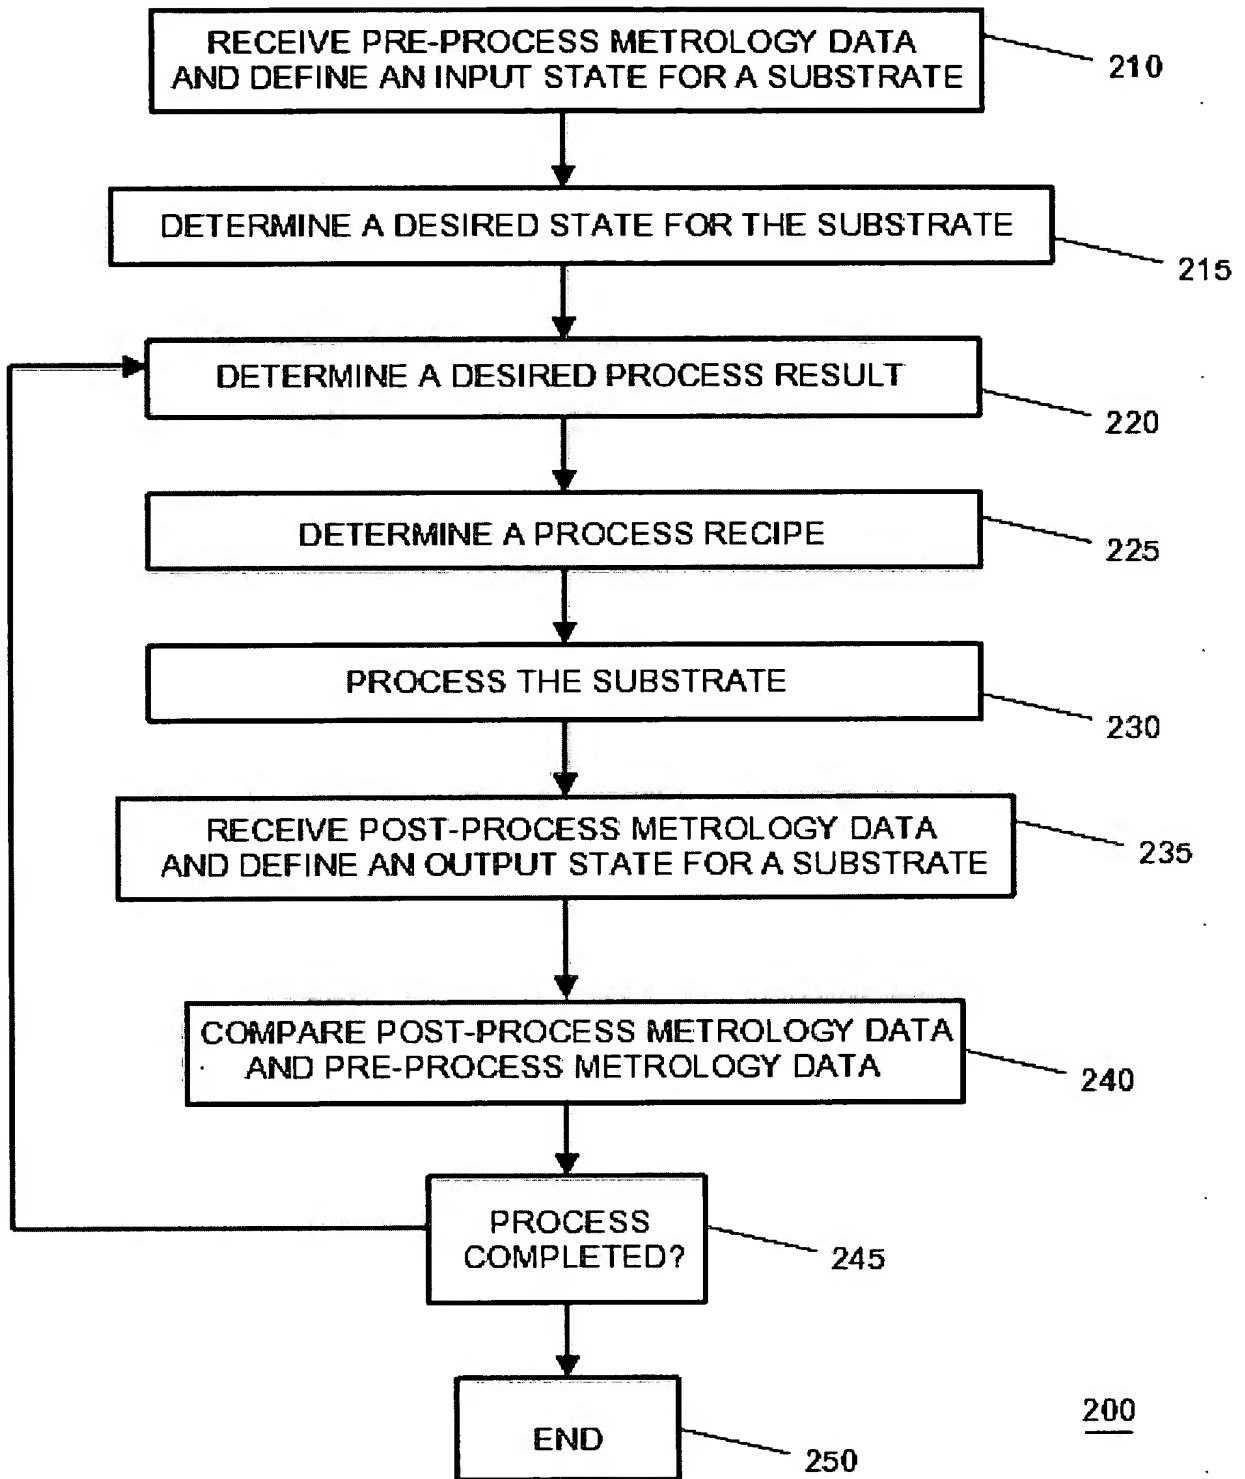 RECEIVE PRE-PROCESS METROLOGY DATA
AND DEFINE AN INPUT STATE FOR A SUBSTRATE
210
DETERMINE A DESIRED STATE FOR THE SUBSTRATE
215
DETERMINE A DESIRED PROCESS RESULT
220
DETERMINE A PROCESS RECIPE
225
PROCESS THE SUBSTRATE
230
RECEIVE POST-PROCESS METROLOGY DATA
AND DEFINE AN OUTPUT STATE FOR A SUBSTRATE
235
COMPARE POST-PROCESS METROLOGY DATA
AND PRE-PROCESS METROLOGY DATA
240
PROCESS
COMPLETED?
245
END
250
200